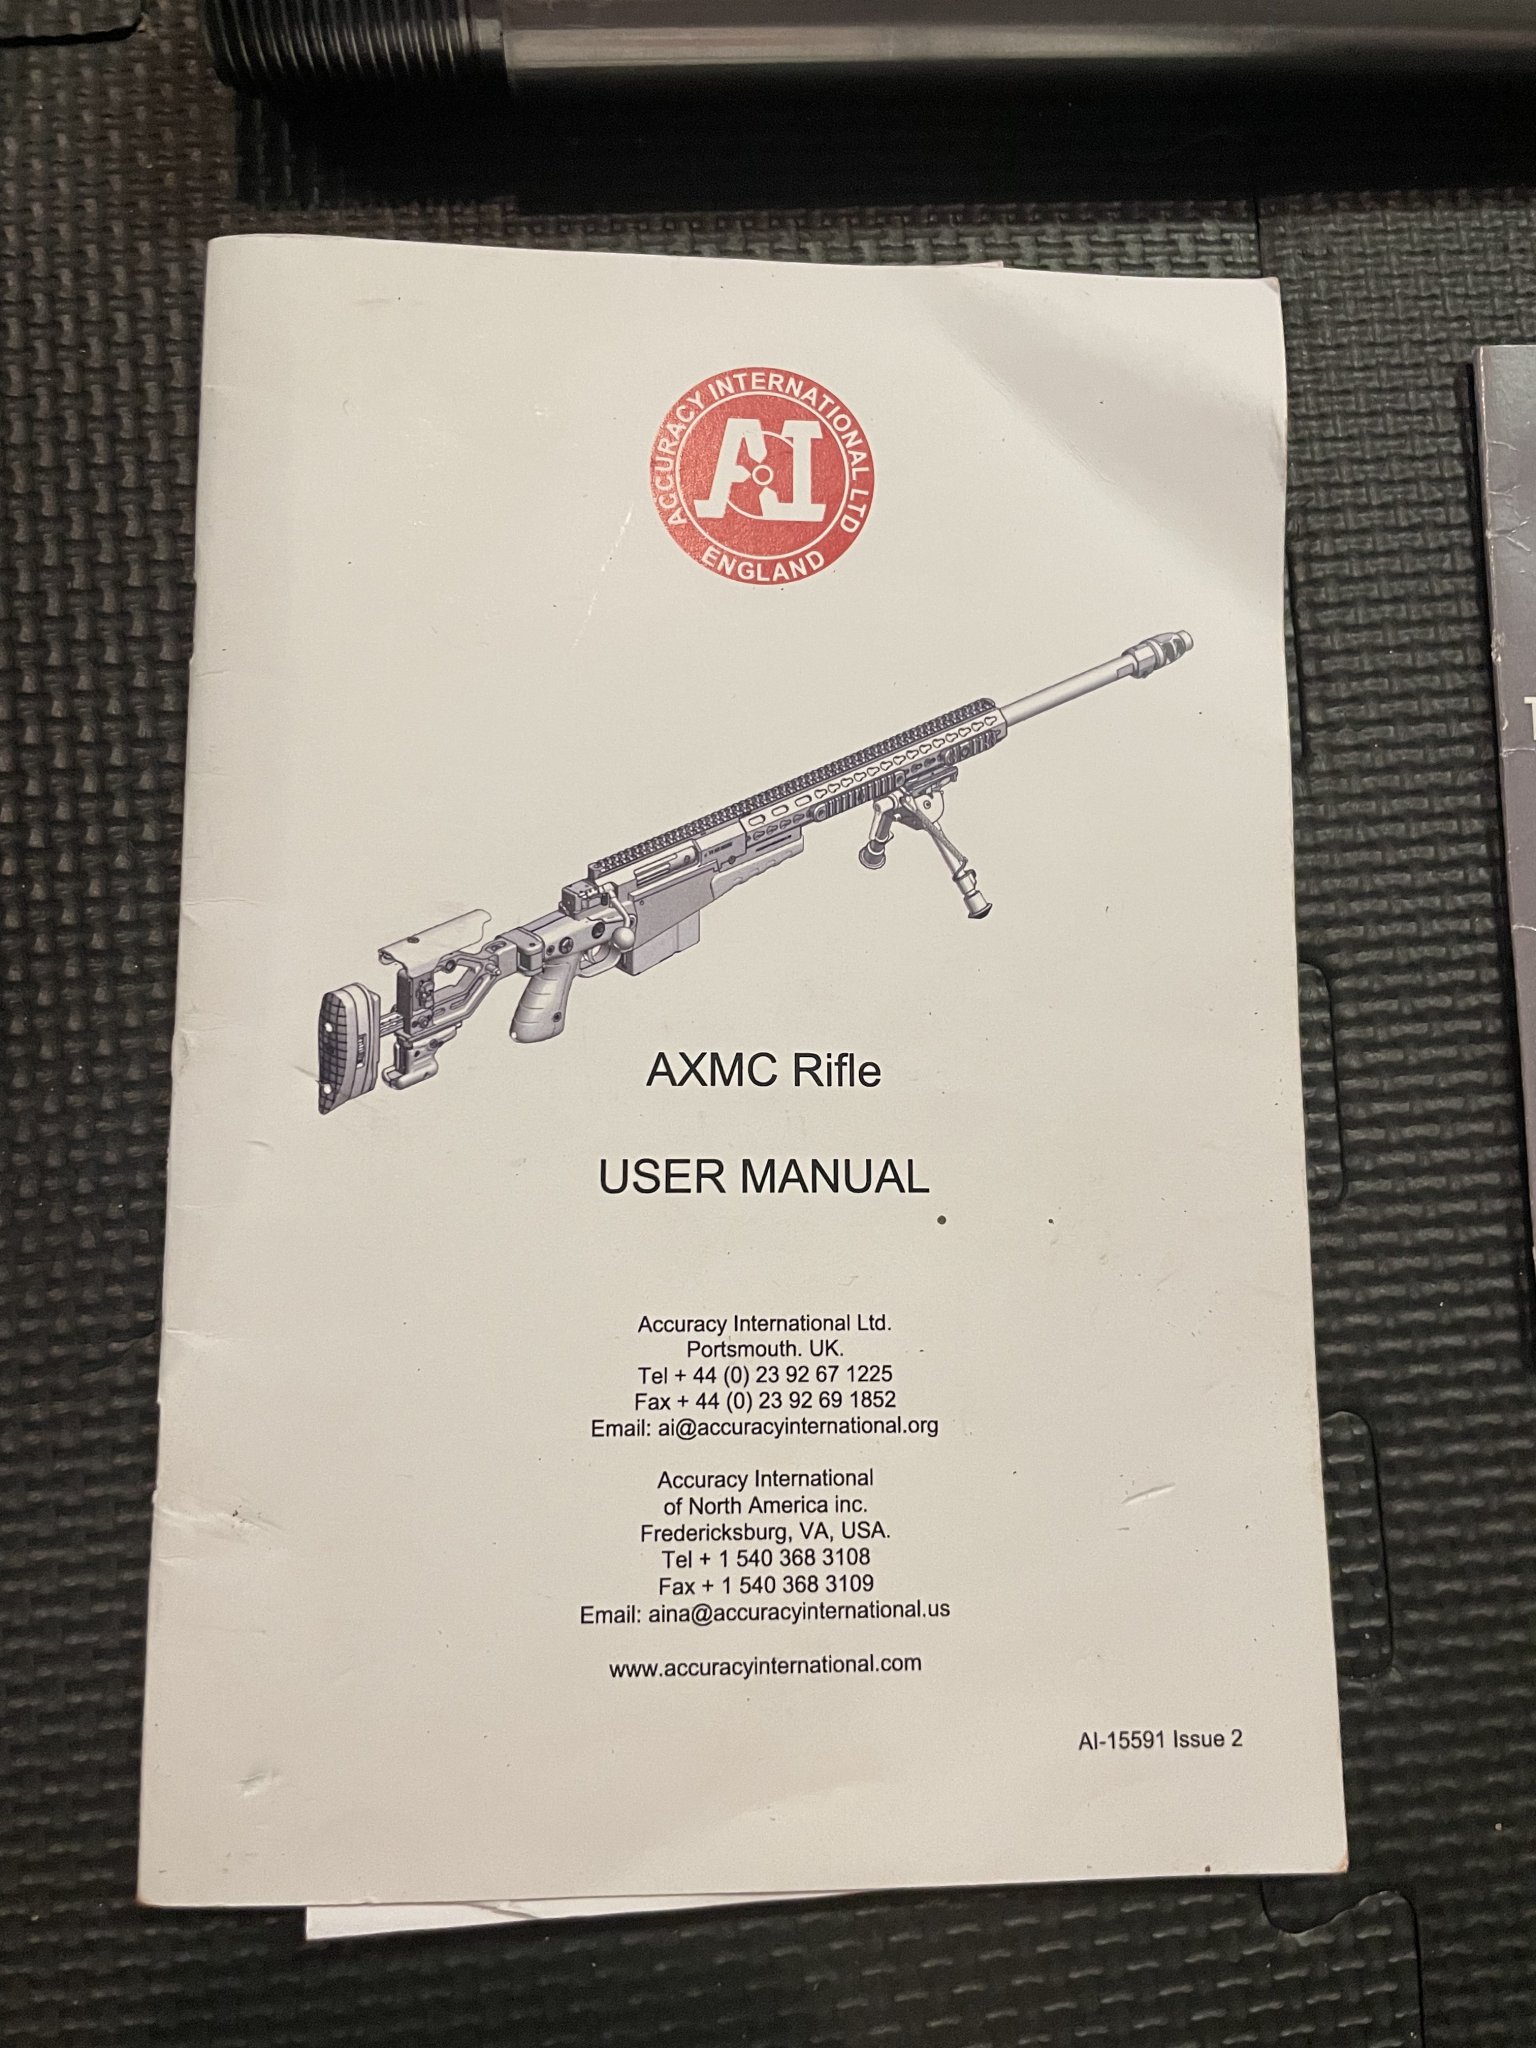 ACCURACY INTERNATIONAL LTD
AI
ENGLAND
AXMC Rifle
USER MANUAL
Accuracy International Ltd.
Portsmouth. UK.
Tel + 44 (0) 23 92 67 1225
Fax + 44 (0) 23 92 69 1852
Email: ai@accuracyinternational.org
Accuracy International
of North America inc.
Fredericksburg, VA, USA.
Tel + 1 540 368 3108
Fax + 1 540 368 3109
Email: aina@accuracyinternational.us
www.accuracyinternational.com
AI-15591 Issue 2